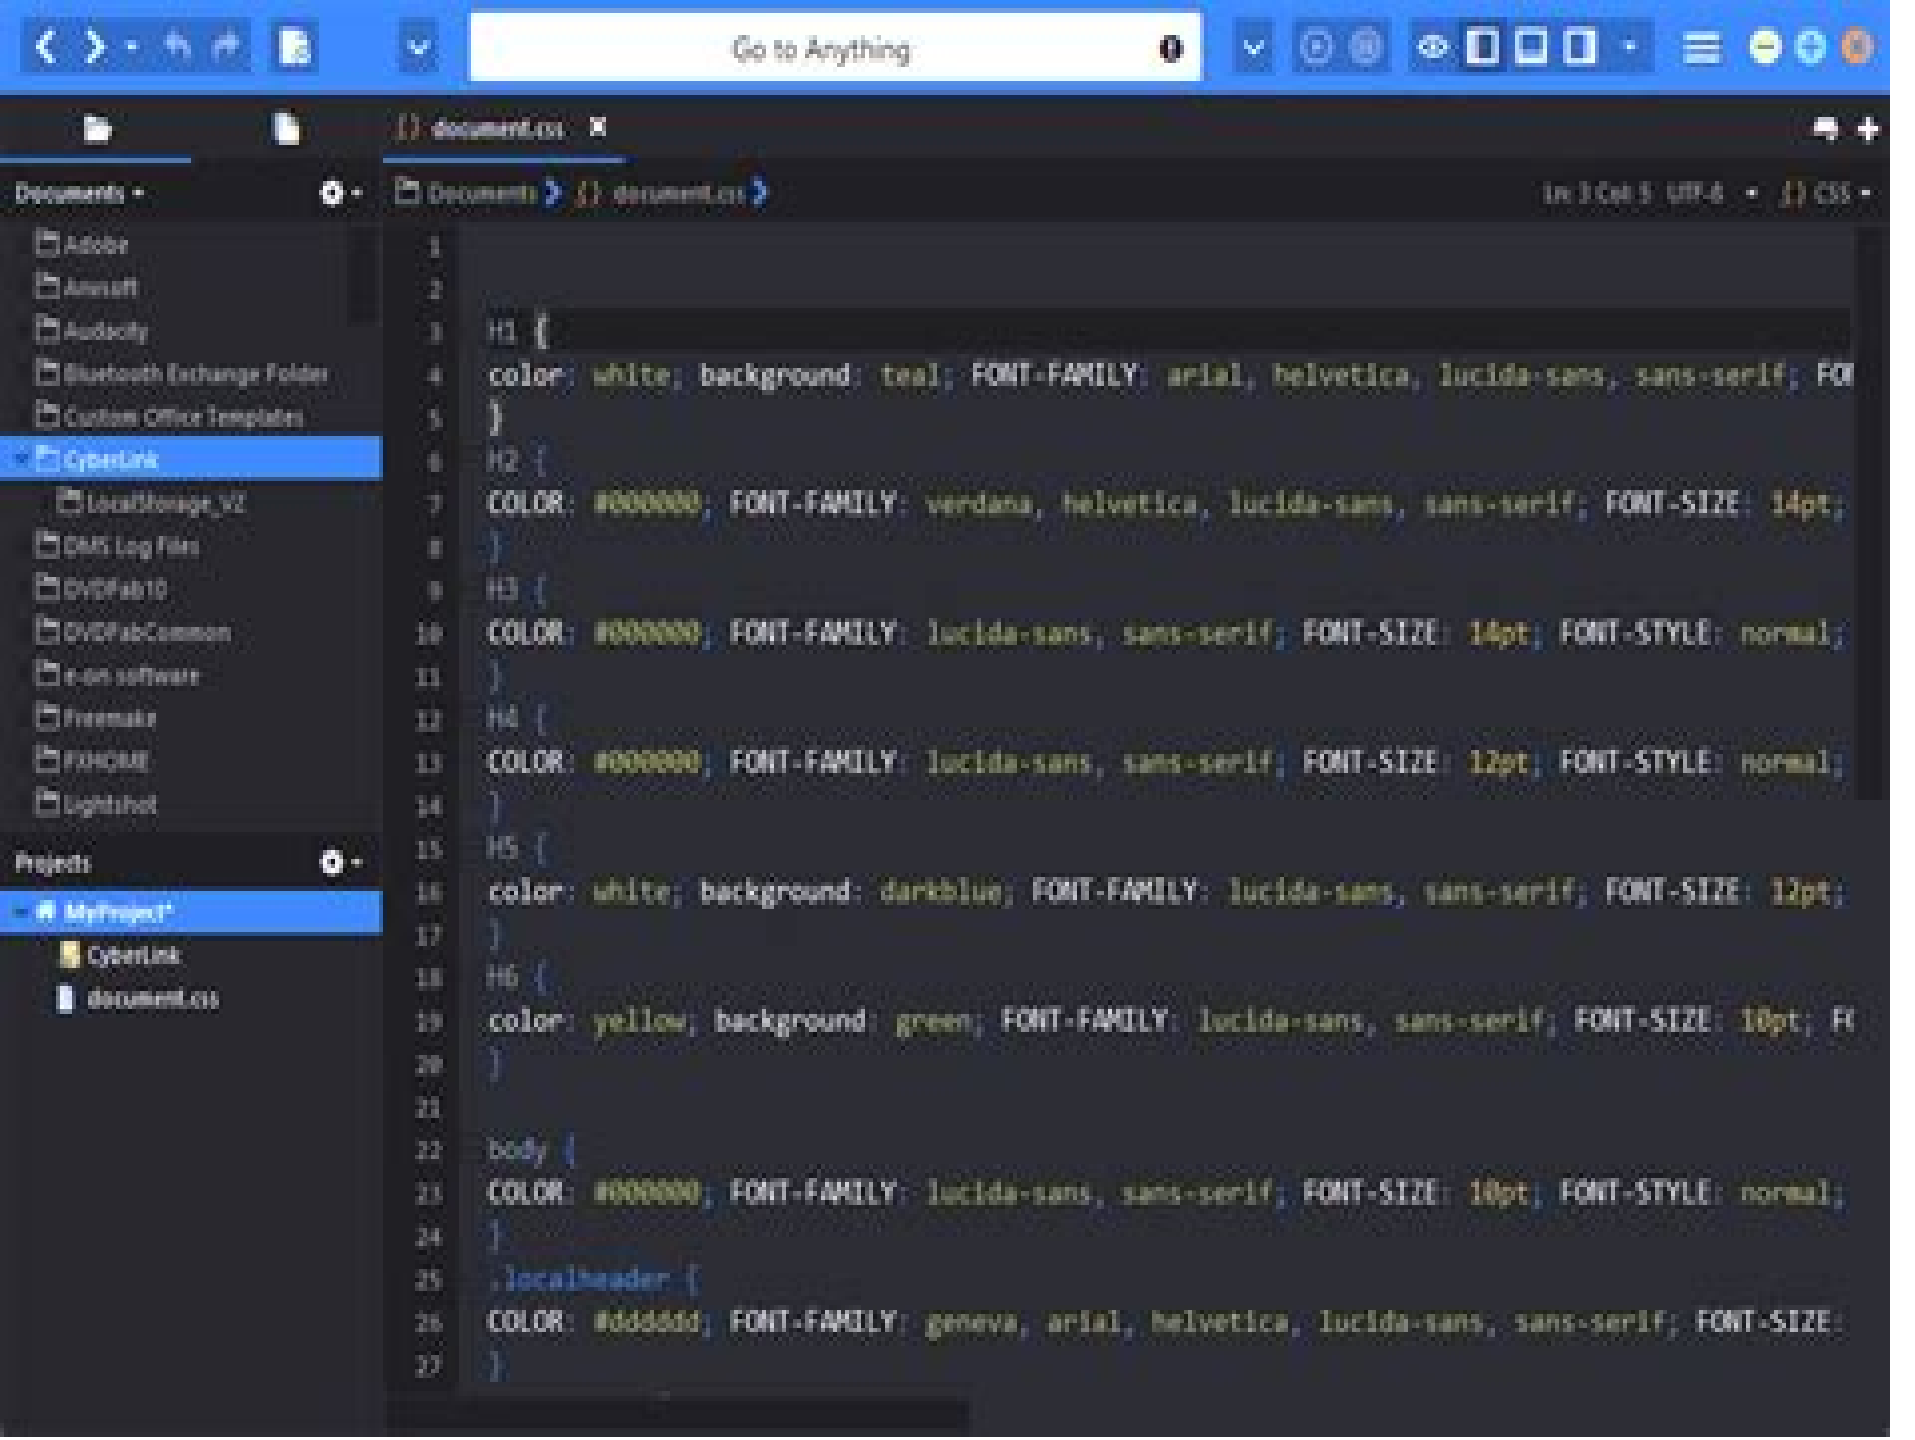 Go to Anything
{} document.css
Documents
Documents {} document.css
Ln: 3 Col: 5 UTF-8 {} CSS
Adobe
Audacity
Bluetooth Exchange Folder
Custom Office Templates
CyberLink
LocalStorage_V2
DMS Log Files
DVDFab10
DVDFabCommon
e-on software
Freemake
FXHOME
Lightshot
Projects
MyProject*
CyberLink
document.css
1
2
3 H1 {
4 color: white; background: teal; FONT-FAMILY: arial, helvetica, lucida-sans, sans-serif; FON
5 }
6 H2 {
7 COLOR: #000000; FONT-FAMILY: verdana, helvetica, lucida-sans, sans-serif; FONT-SIZE: 14pt;
8 }
9 H3 {
10 COLOR: #000000; FONT-FAMILY: lucida-sans, sans-serif; FONT-SIZE: 14pt; FONT-STYLE: normal;
11 }
12 H4 {
13 COLOR: #000000; FONT-FAMILY: lucida-sans, sans-serif; FONT-SIZE: 12pt; FONT-STYLE: normal;
14 }
15 H5 {
16 color: white; background: darkblue; FONT-FAMILY: lucida-sans, sans-serif; FONT-SIZE: 12pt;
17 }
18 H6 {
19 color: yellow; background: green; FONT-FAMILY: lucida-sans, sans-serif; FONT-SIZE: 10pt; FO
20 }
21
22 body {
23 COLOR: #000000; FONT-FAMILY: lucida-sans, sans-serif; FONT-SIZE: 10pt; FONT-STYLE: normal;
24 }
25 .localheader {
26 COLOR: #dddddd; FONT-FAMILY: geneva, arial, helvetica, lucida-sans, sans-serif; FONT-SIZE:
27 }